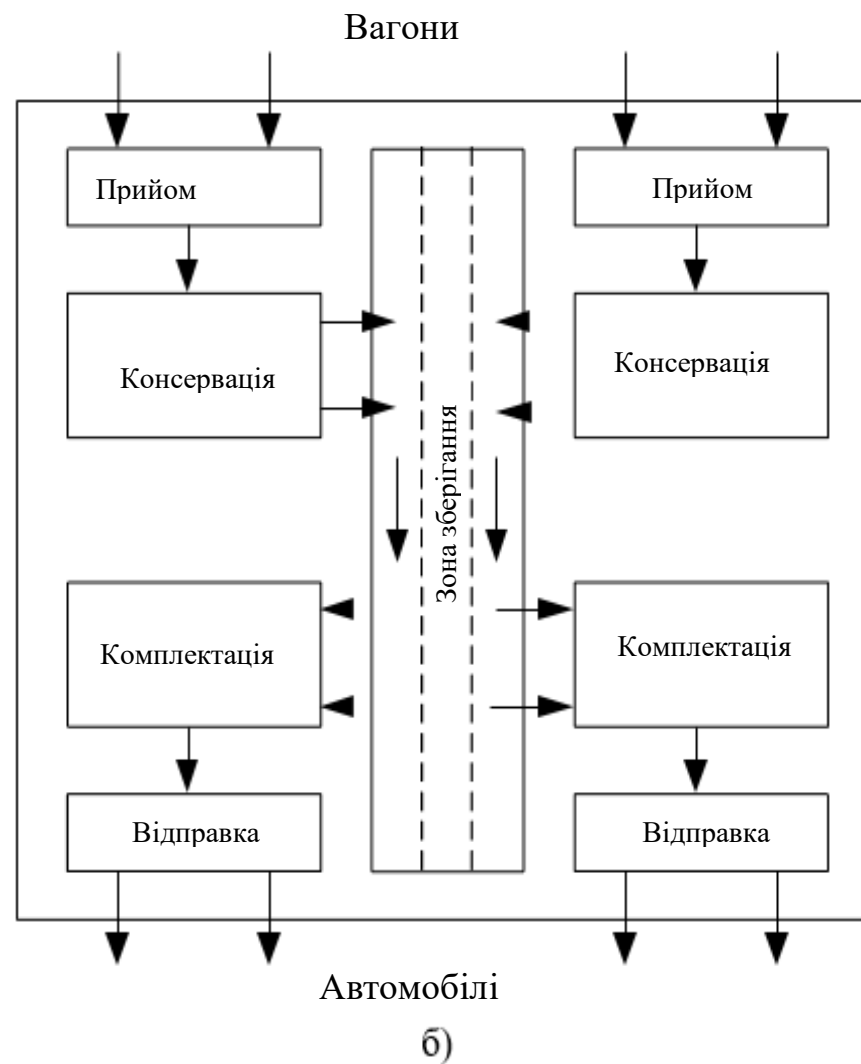 Вагони
Прийом
Прийом
Консервація
Консервація
Зона зберігання
Комплектація
Комплектація
Відправка
Відправка
Автомобілі
б)